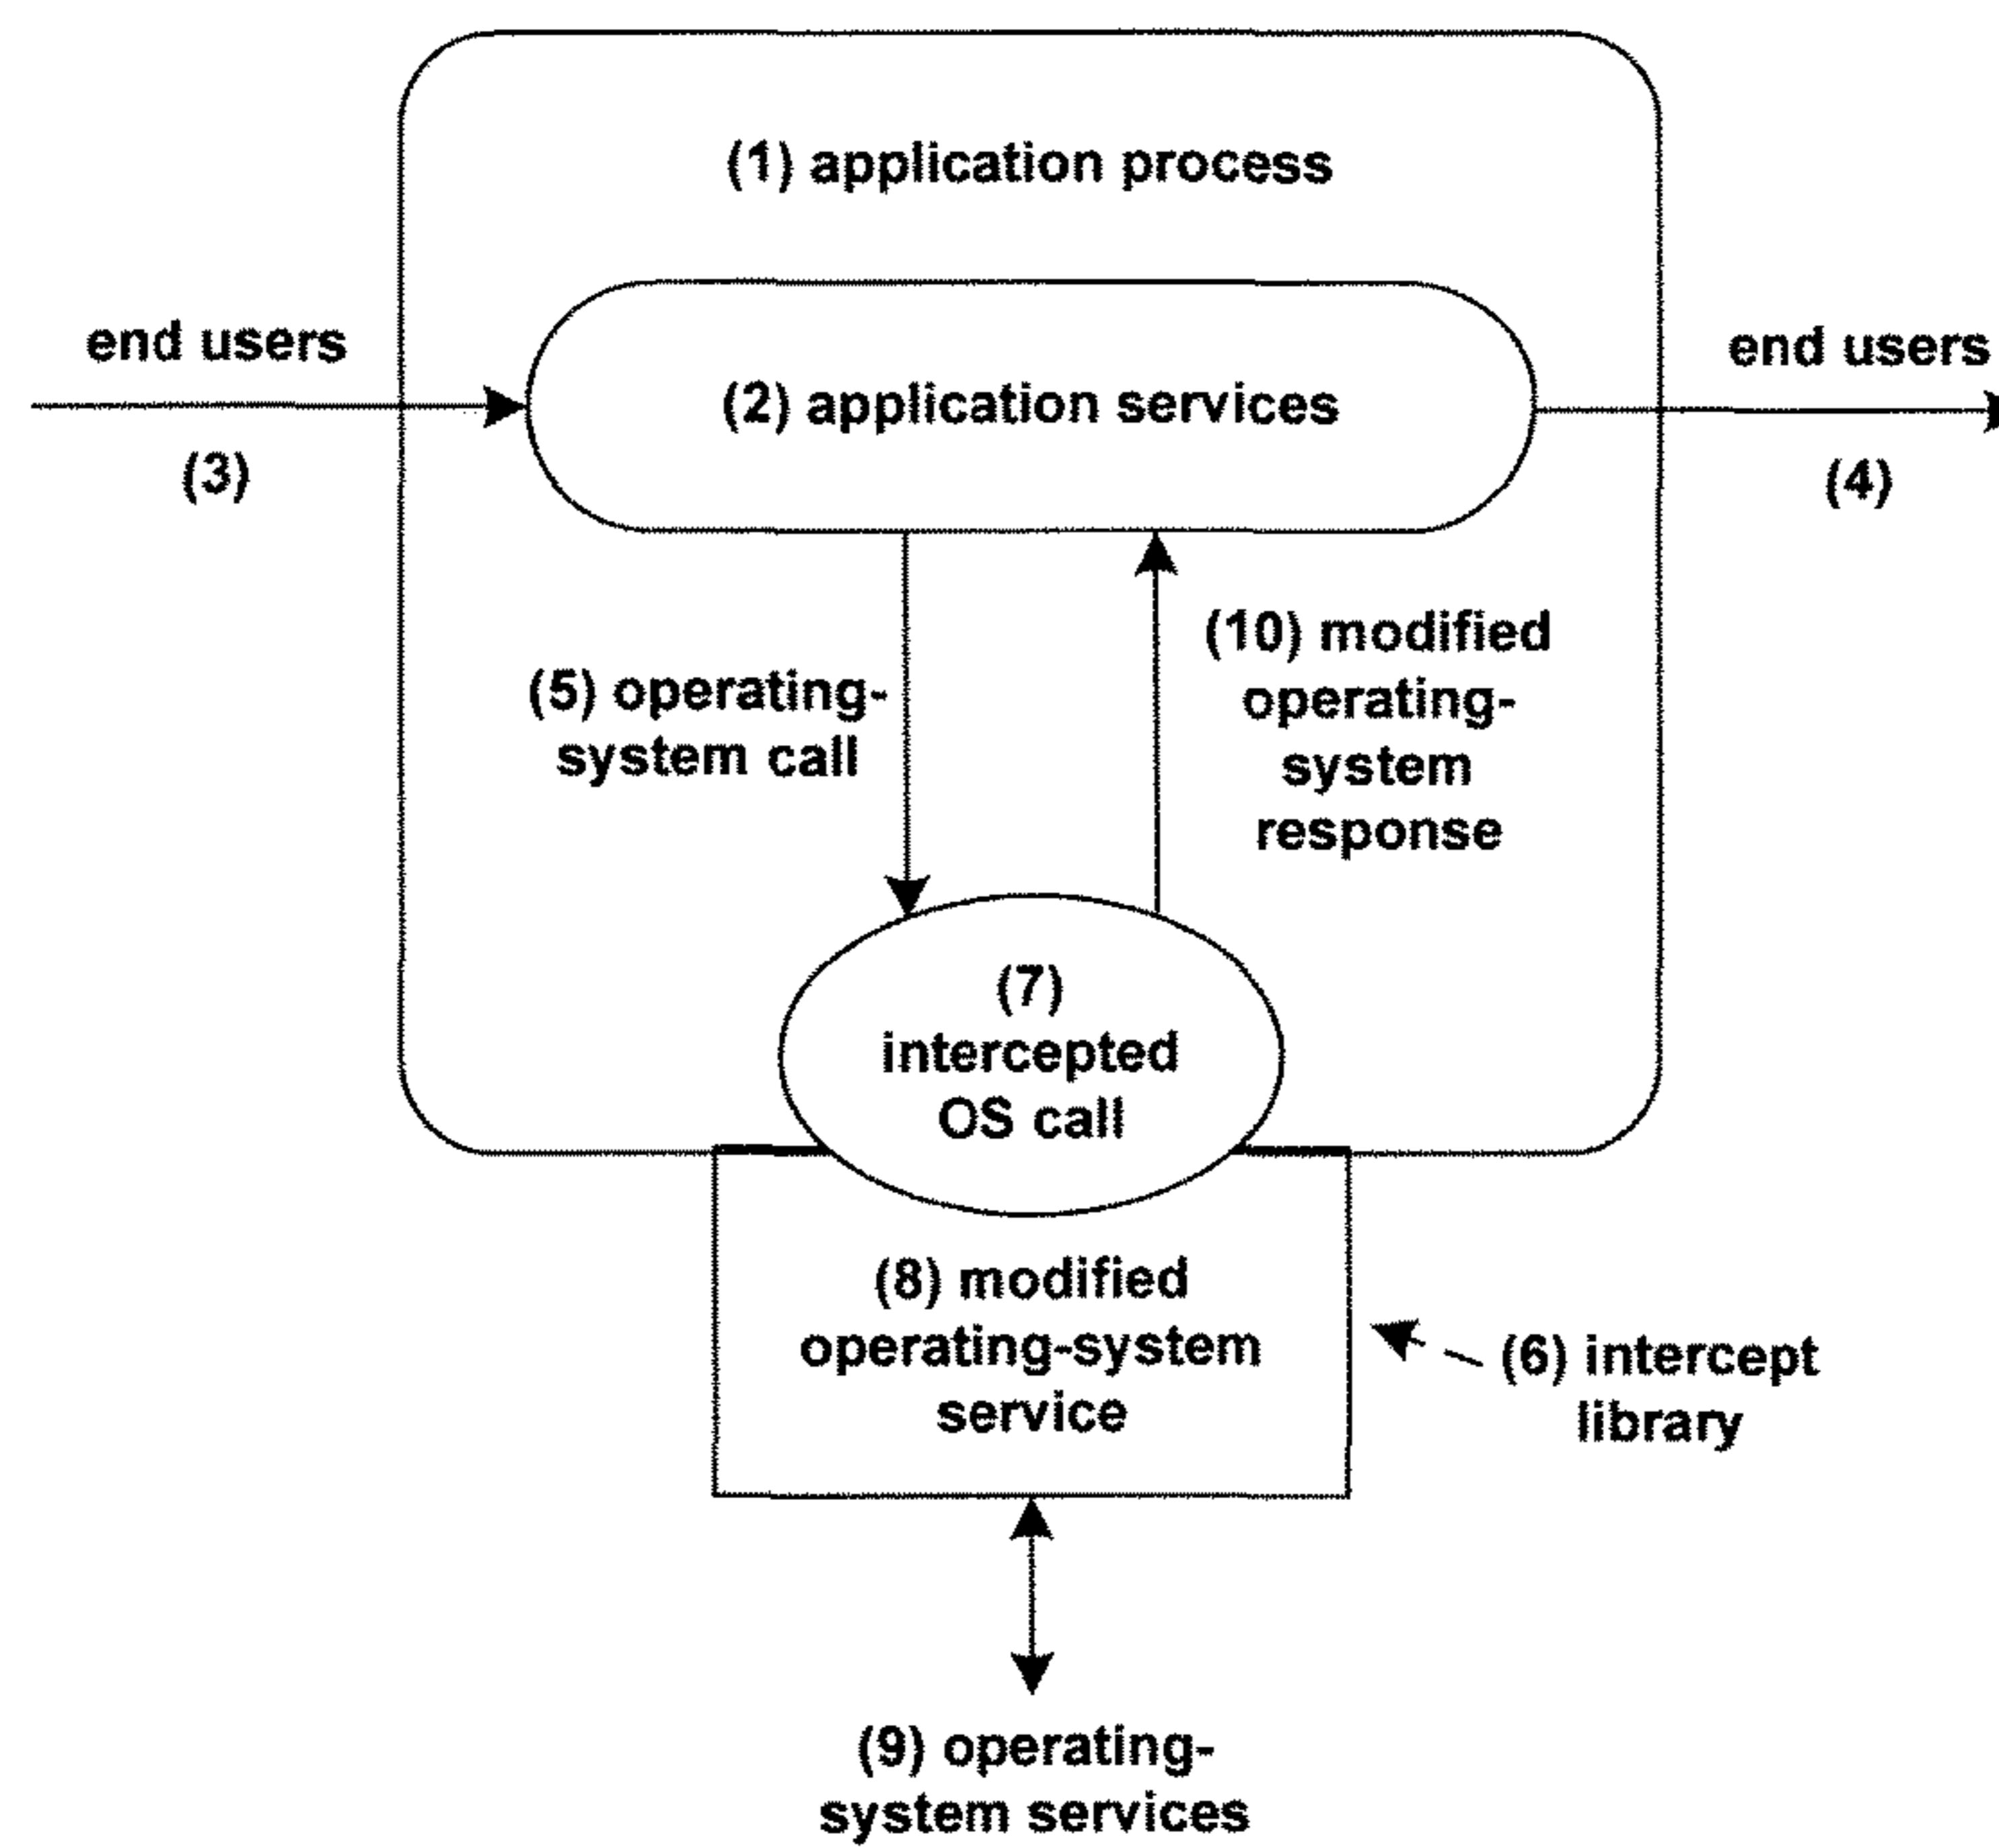 (1) application process
end users
(3)
(2) application services
end users
(4)
(5) operating-
system call
(10) modified
operating-
system
response
(7)
intercepted
OS call
(8) modified
operating-system
service
(6) intercept
library
(9) operating-
system services